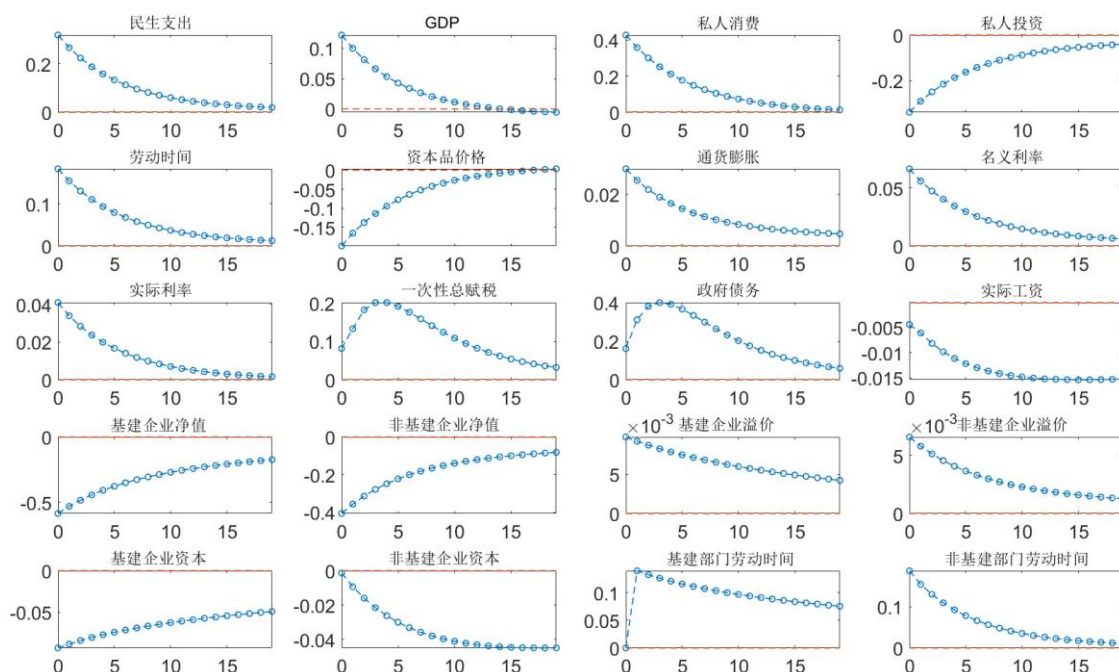 民生支出 GDP 私人消费 私人投资
0.2 0.1 0.4 0
0.05 0.2 -0.2
0 0 0
0 5 10 15 0 5 10 15 0 5 10 15 0 5 10 15
劳动时间 资本品价格 通货膨胀 名义利率
0.1 0 0.02 0.05
-0.05
-0.1
0 -0.15 0 0
0 5 10 15 0 5 10 15 0 5 10 15 0 5 10 15
实际利率 一次性总赋税 政府债务 实际工资
0.04 0.2 0.4 -0.005
0.02 0.1 0.2 -0.01
0 0 0 -0.015
0 5 10 15 0 5 10 15 0 5 10 15 0 5 10 15
基建企业净值 非基建企业净值 ×10⁻³ 基建企业溢价 ×10⁻³ 非基建企业溢价
0 0 5 5
-0.2
-0.5 -0.4 0 0
0 5 10 15 0 5 10 15 0 5 10 15 0 5 10 15
基建企业资本 非基建企业资本 基建部门劳动时间 非基建部门劳动时间
0 0 0.1 0.1
-0.05 -0.02 0.05
-0.04 0 0
0 5 10 15 0 5 10 15 0 5 10 15 0 5 10 15